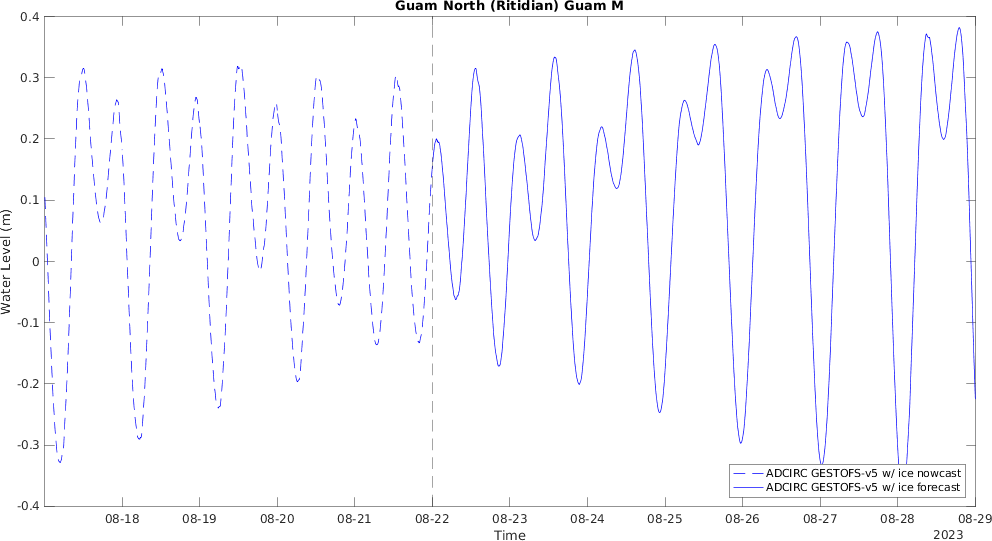 Guam North (Ritidian) Guam M
Water Level (m)
0.4
0.3
0.2
0.1
0
-0.1
-0.2
-0.3
-0.4
ADCIRC GESTOFS-v5 w/ ice nowcast
ADCIRC GESTOFS-v5 w/ ice forecast
08-18 08-19 08-20 08-21 08-22 08-23 08-24 08-25 08-26 08-27 08-28 08-29
Time
2023